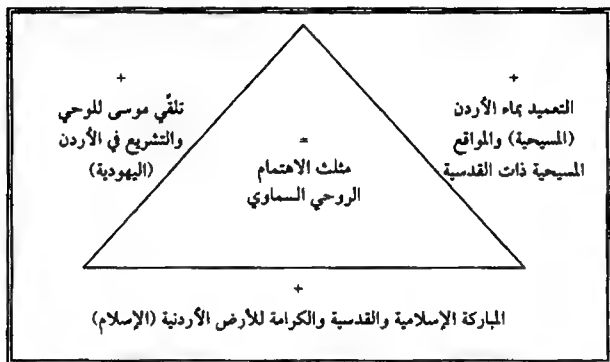 +
التعميد بماء الأردن
(المسيحية) والمواقع
المسيحية ذات القدسية
+
تلقّي موسى للوحي
والتشريع في الأردن
(اليهودية)
=
مثلث الاهتمام
الروحي السماوي
+
المباركة الإسلامية والقدسية والكرامة للأرض الأردنية (الإسلام)